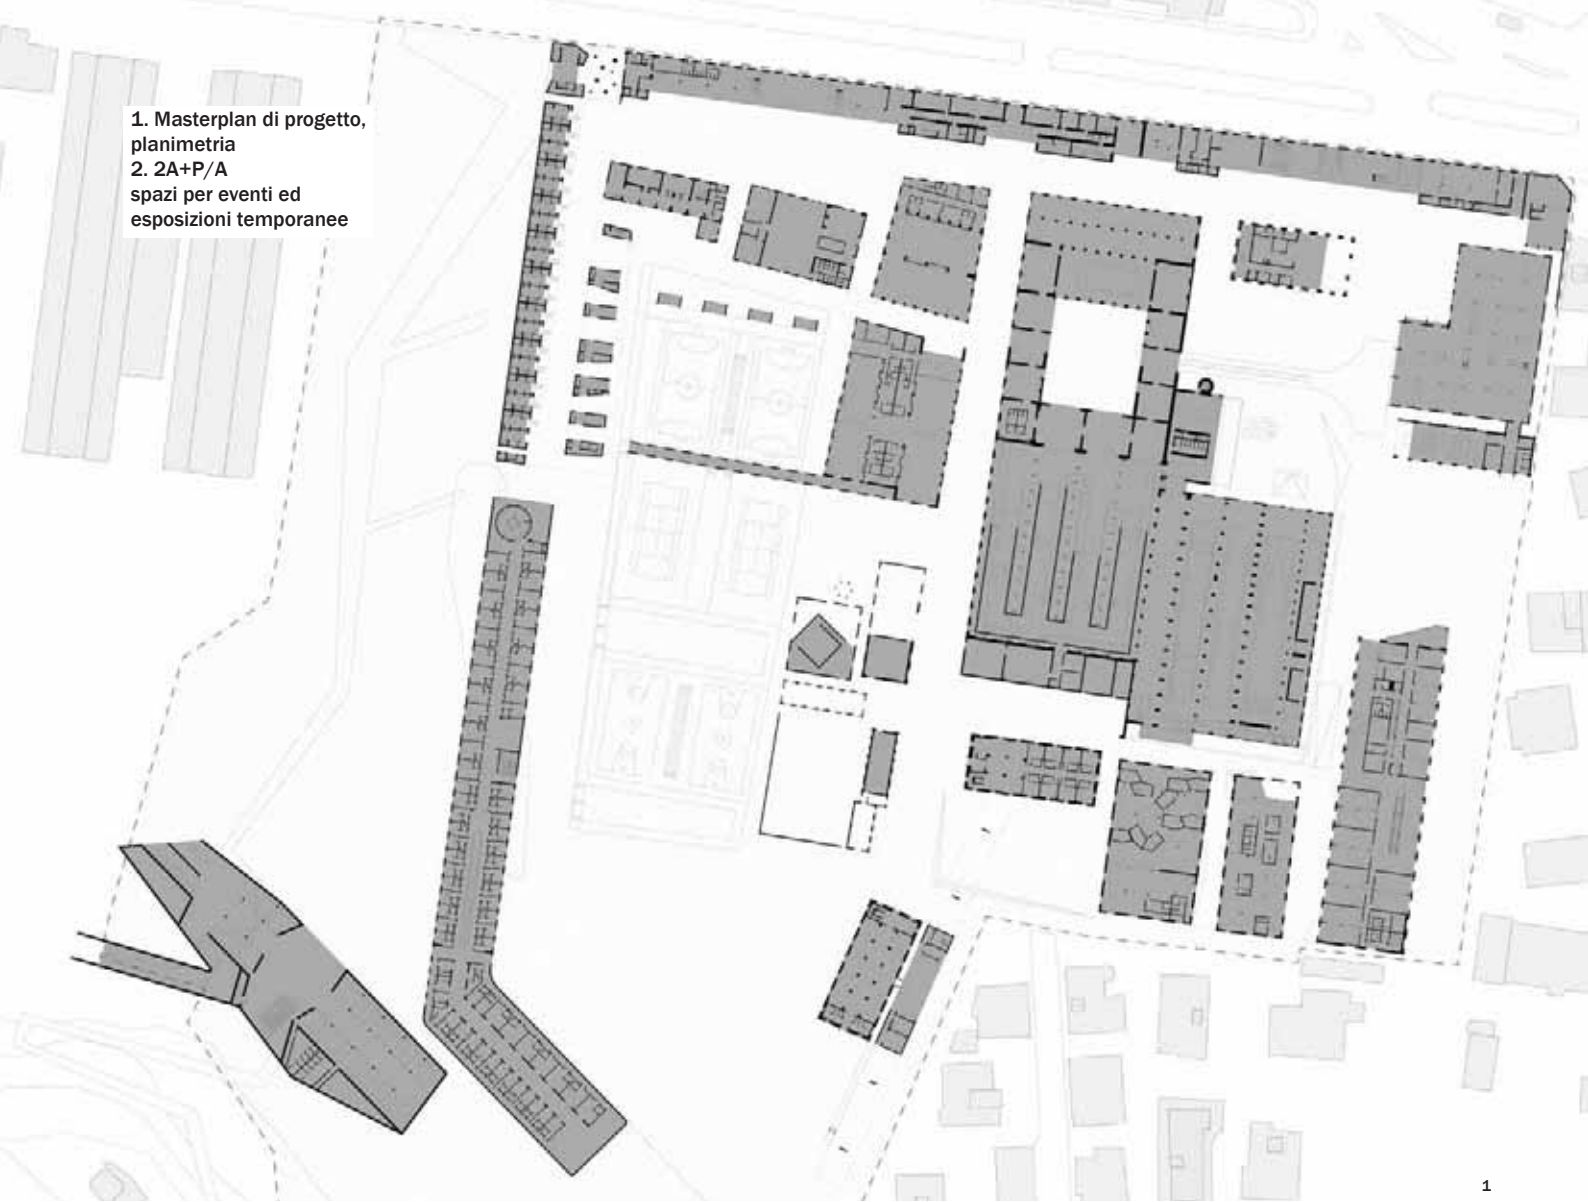 1. Masterplan di progetto,
planimetria
2. 2A+P/A
spazi per eventi ed
esposizioni temporanee
1